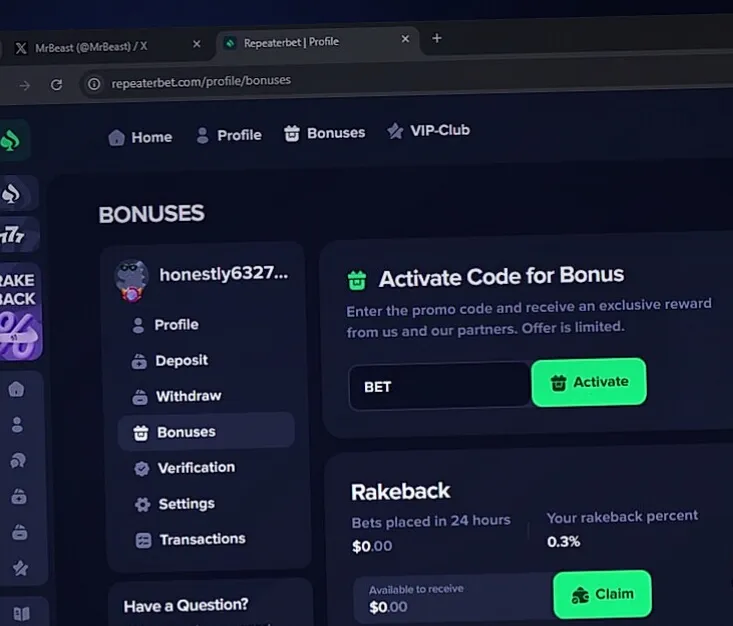 MrBeast (@MrBeast) / X
Repeaterbet | Profile
repeaterbet.com/profile/bonuses
Home
Profile
Bonuses
VIP-Club
777
RAKE
BACK
%
BONUSES
honestly6327...
Profile
Deposit
Withdraw
Bonuses
Verification
Settings
Transactions
Have a Question?
Activate Code for Bonus
Enter the promo code and receive an exclusive reward
from us and our partners. Offer is limited.
BET
Activate
Rakeback
Bets placed in 24 hours
$0.00
Your rakeback percent
0.3%
Available to receive
$0.00
Claim